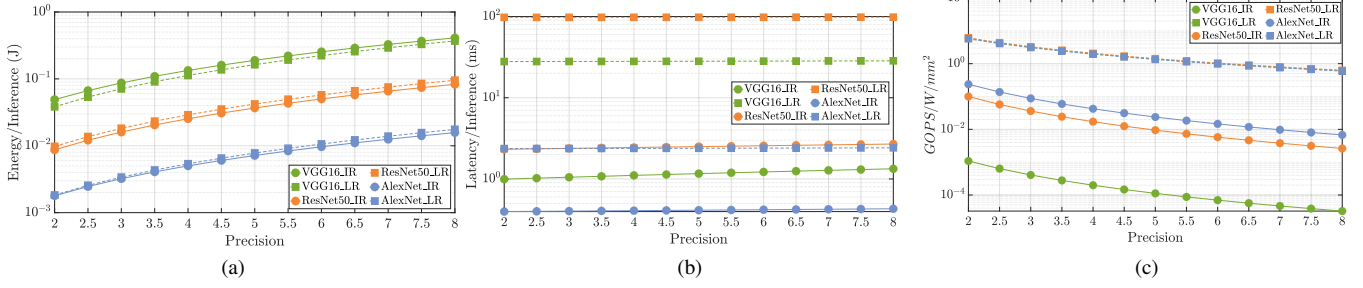 Energy/Inference (J)
10^0
10^-1
10^-2
10^-3
VGG16_IR
VGG16_LR
ResNet50_IR
ResNet50_LR
AlexNet_IR
AlexNet_LR
2 2.5 3 3.5 4 4.5 5 5.5 6 6.5 7 7.5 8
Precision
(a)
Latency/Inference (ms)
10^2
10^1
10^0
VGG16_IR
VGG16_LR
ResNet50_IR
ResNet50_LR
AlexNet_IR
AlexNet_LR
2 2.5 3 3.5 4 4.5 5 5.5 6 6.5 7 7.5 8
Precision
(b)
GOPS/W/mm^2
10^0
10^-2
10^-4
VGG16_IR
VGG16_LR
ResNet50_IR
ResNet50_LR
AlexNet_IR
AlexNet_LR
2 2.5 3 3.5 4 4.5 5 5.5 6 6.5 7 7.5 8
Precision
(c)